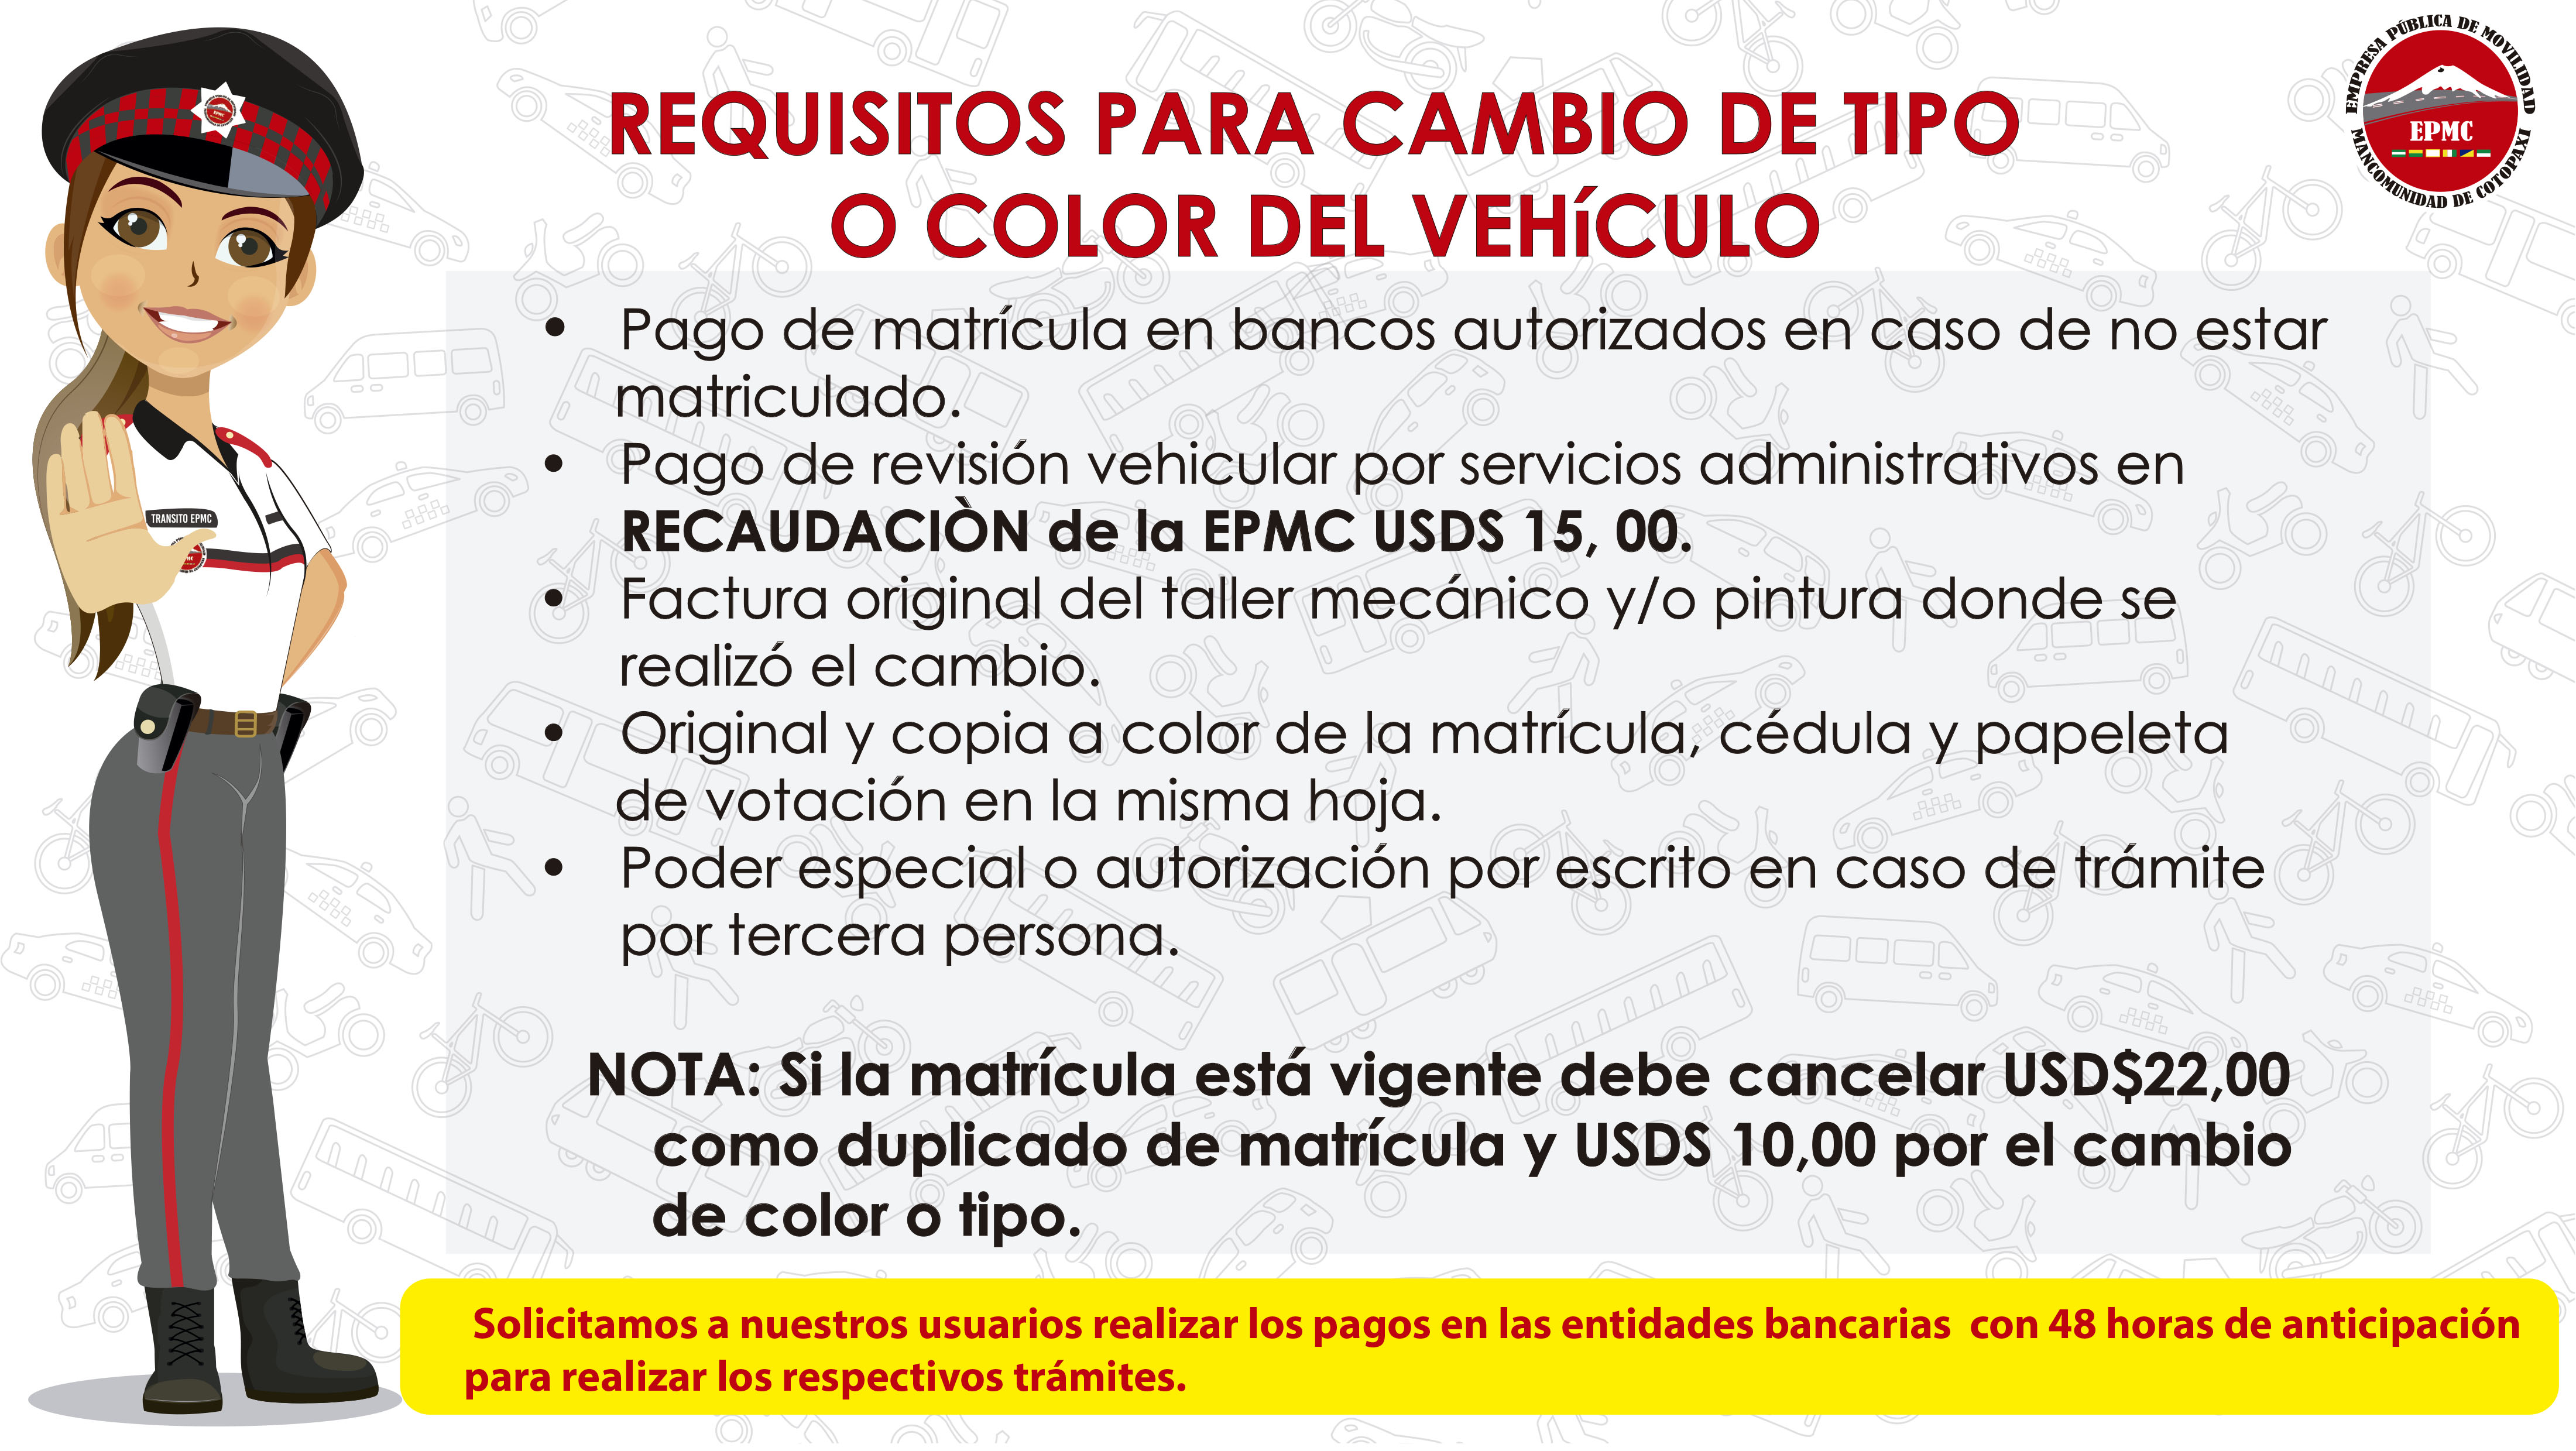 EMPRESA PÚBLICA DE MOVILIDAD
MANCOMUNIDAD DE COTOPAXI
EPMC
REQUISITOS PARA CAMBIO DE TIPO
O COLOR DEL VEHíCULO
• Pago de matrícula en bancos autorizados en caso de no estar
matriculado.
• Pago de revisión vehicular por servicios administrativos en
RECAUDACIÒN de la EPMC USDS 15, 00.
• Factura original del taller mecánico y/o pintura donde se
realizó el cambio.
• Original y copia a color de la matrícula, cédula y papeleta
de votación en la misma hoja.
• Poder especial o autorización por escrito en caso de trámite
por tercera persona.
NOTA: Si la matrícula está vigente debe cancelar USD$22,00
como duplicado de matrícula y USDS 10,00 por el cambio
de color o tipo.
Solicitamos a nuestros usuarios realizar los pagos en las entidades bancarias con 48 horas de anticipación
para realizar los respectivos trámites.
TRANSITO EPMC